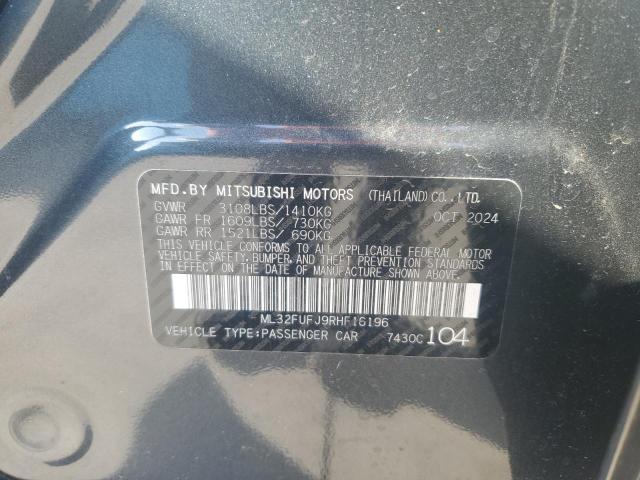 MFD.BY MITSUBISHI MOTORS (THAILAND)CO.,LTD.
GVWR 3108LBS/1410KG OCT 2024
GAWR FR 1609LBS/ 730KG
GAWR RR 1521LBS/ 690KG
THIS VEHICLE CONFORMS TO ALL APPLICABLE FEDERAL MOTOR
VEHICLE SAFETY,BUMPER,AND THEFT PREVENTION STANDARDS
IN EFFECT ON THE DATE OF MANUFACTURE SHOWN ABOVE.
ML32FUFJ9RHF16196
VEHICLE TYPE:PASSENGER CAR 7430C 104